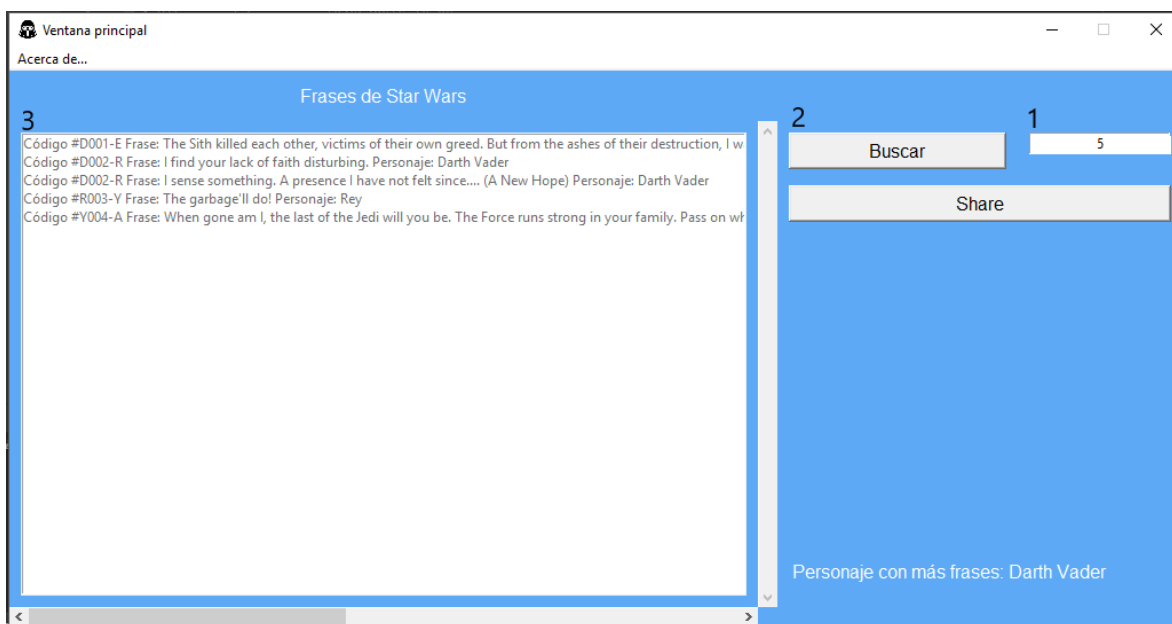 Ventana principal
Acerca de...
Frases de Star Wars
3
Código #D001-E Frase: The Sith killed each other, victims of their own greed. But from the ashes of their destruction, I w
Código #D002-R Frase: I find your lack of faith disturbing. Personaje: Darth Vader
Código #D002-R Frase: I sense something. A presence I have not felt since.... (A New Hope) Personaje: Darth Vader
Código #R003-Y Frase: The garbage'll do! Personaje: Rey
Código #Y004-A Frase: When gone am I, the last of the Jedi will you be. The Force runs strong in your family. Pass on wh
2
1
Buscar
5
Share
Personaje con más frases: Darth Vader